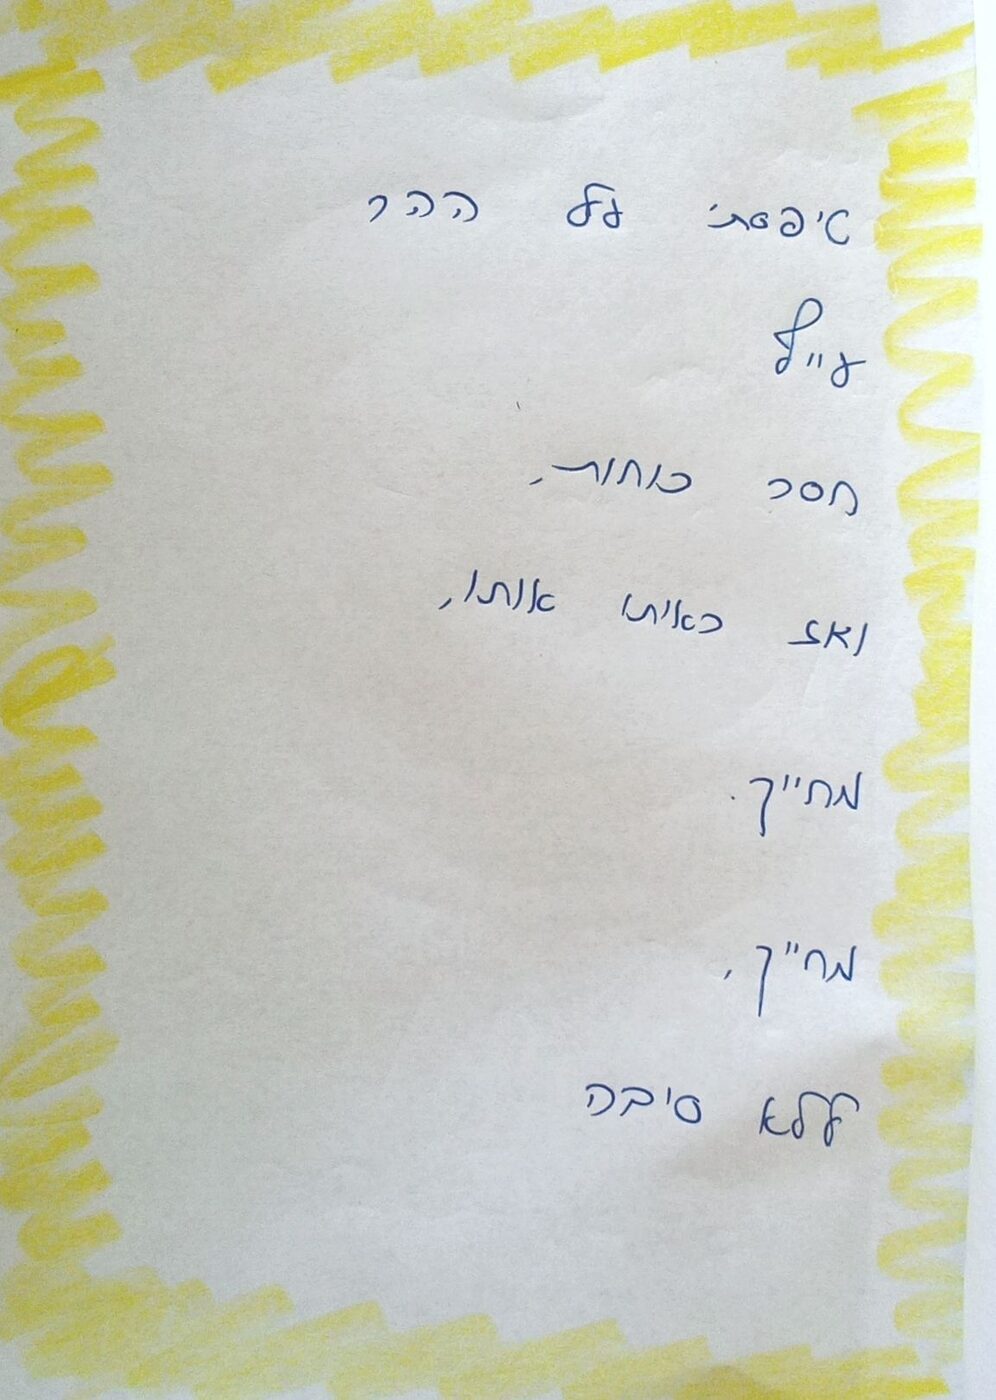 טיפסתי על ההר
עייף
חסר כוחות,
ואז ראיתי אותו,
מחייך.
מחייך,
ללא סיבה